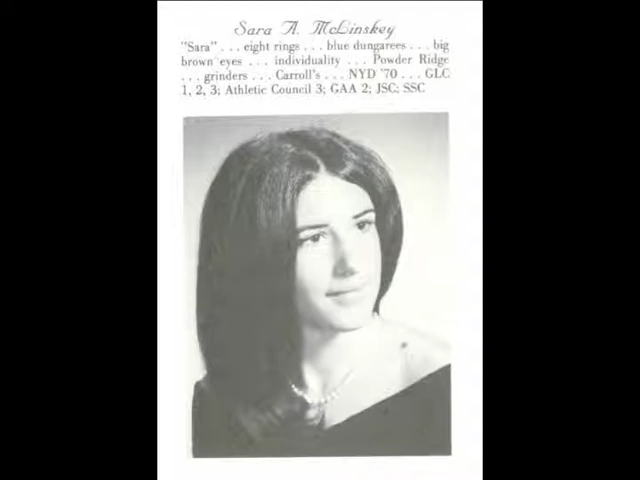 Sara A. McLinskey
"Sara" . . . eight rings . . . blue dungarees . . . big
brown eyes . . . individuality . . . Powder Ridge
. . . grinders . . . Carroll's . . . NYD '70 . . . GLC
1, 2, 3; Athletic Council 3; GAA 2; JSC; SSC